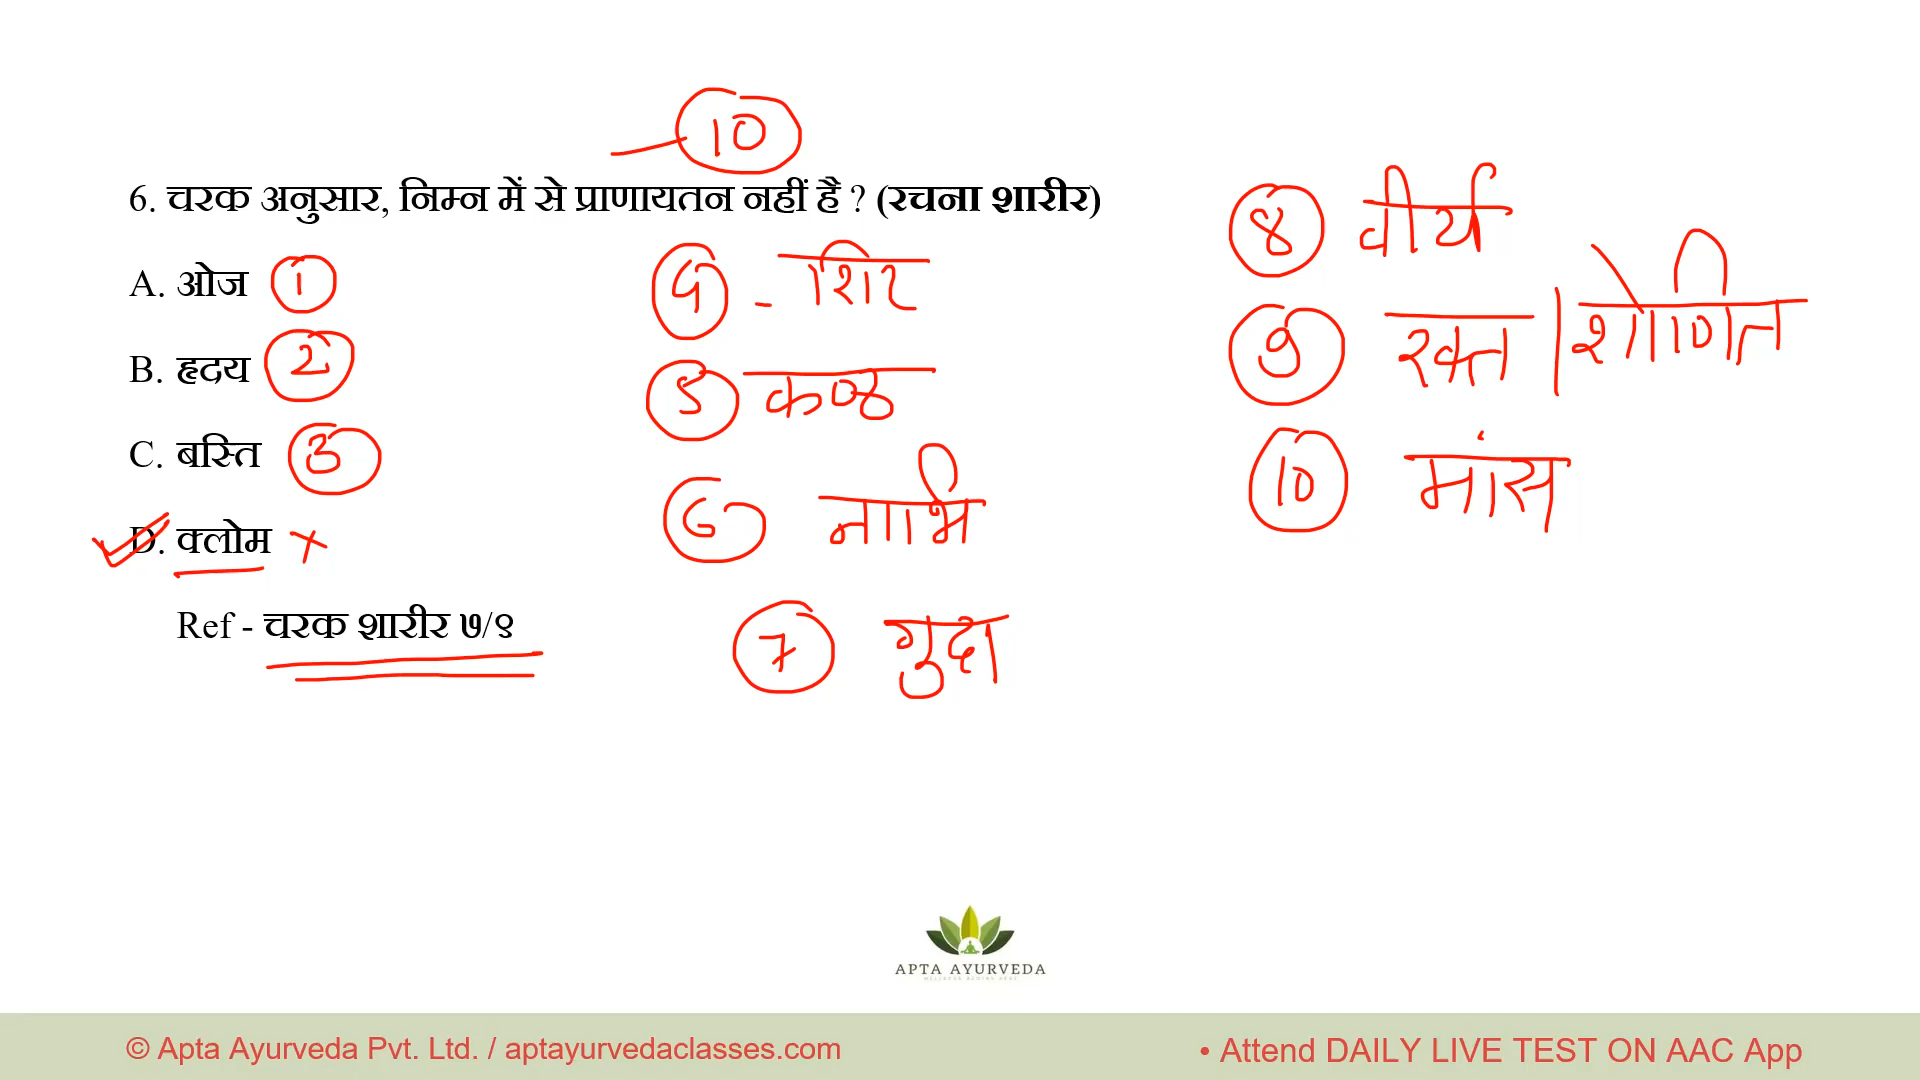 10
6. चरक अनुसार, निम्न में से प्राणायतन नहीं है ? (रचना शारीर)
A. ओज 1
B. हृदय 2
C. बस्ति 3
D. क्लोम ×
Ref - चरक शारीर ७/९
- शिर
5 कण्ठ
6 नाभि
7 गुदा
8 वीर्य
9 रक्त | शोणित
10 मांस
APTA AYURVEDA
© Apta Ayurveda Pvt. Ltd. / aptayurvedaclasses.com
• Attend DAILY LIVE TEST ON AAC App